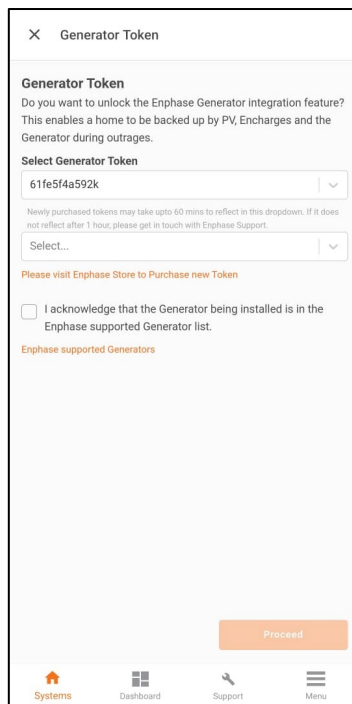 Generator Token
Generator Token
Do you want to unlock the Enphase Generator integration feature?
This enables a home to be backed up by PV, Encharges and the
Generator during outrages.
Select Generator Token
61fe5f4a592k
Newly purchased tokens may take upto 60 mins to reflect in this dropdown. If it does
not reflect after 1 hour, please get in touch with Enphase Support.
Select...
Please visit Enphase Store to Purchase new Token
I acknowledge that the Generator being installed is in the
Enphase supported Generator list.
Enphase supported Generators
Proceed
Systems Dashboard Support Menu